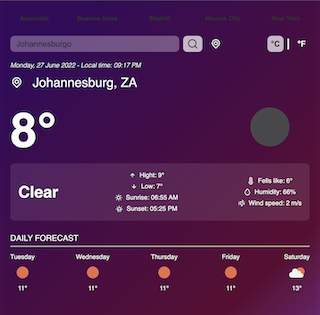 Asunción Buenos Aires Madrid Mexico City New York
Johannesburgo
°C | °F
Monday, 27 June 2022 - Local time: 09:17 PM
Johannesburg, ZA
8°
Clear
Hight: 9°
Low: 7°
Sunrise: 06:55 AM
Sunset: 05:25 PM
Fells like: 6°
Humidity: 66%
Wind speed: 2 m/s
DAILY FORECAST
Tuesday Wednesday Thursday Friday Saturday
11° 11° 11° 11° 13°